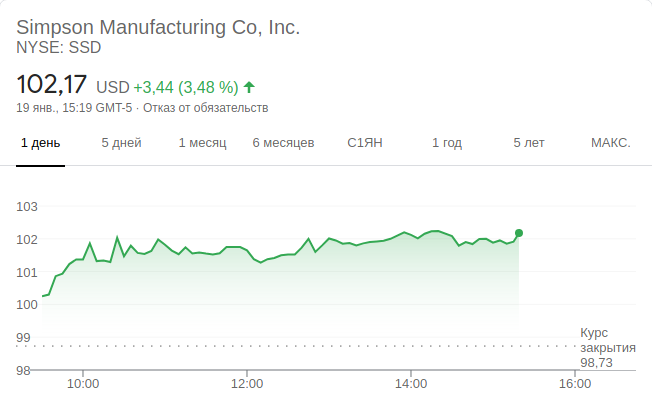 Simpson Manufacturing Co, Inc.
NYSE: SSD
102,17 USD +3,44 (3,48 %)
19 янв., 15:19 GMT-5 · Отказ от обязательств
1 день 5 дней 1 месяц 6 месяцев С1ЯН 1 год 5 лет МАКС.
103
102
101
100
99
Курс
закрытия
98,73
98
10:00 12:00 14:00 16:00